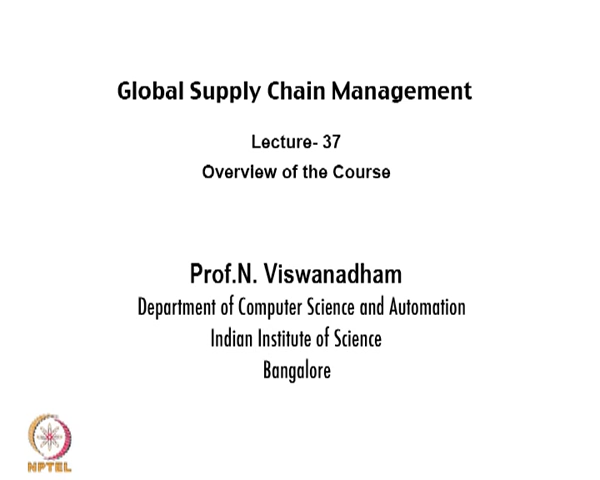 Global Supply Chain Management
Lecture- 37
Overview of the Course
Prof.N. Viswanadham
Department of Computer Science and Automation
Indian Institute of Science
Bangalore
NPTEL